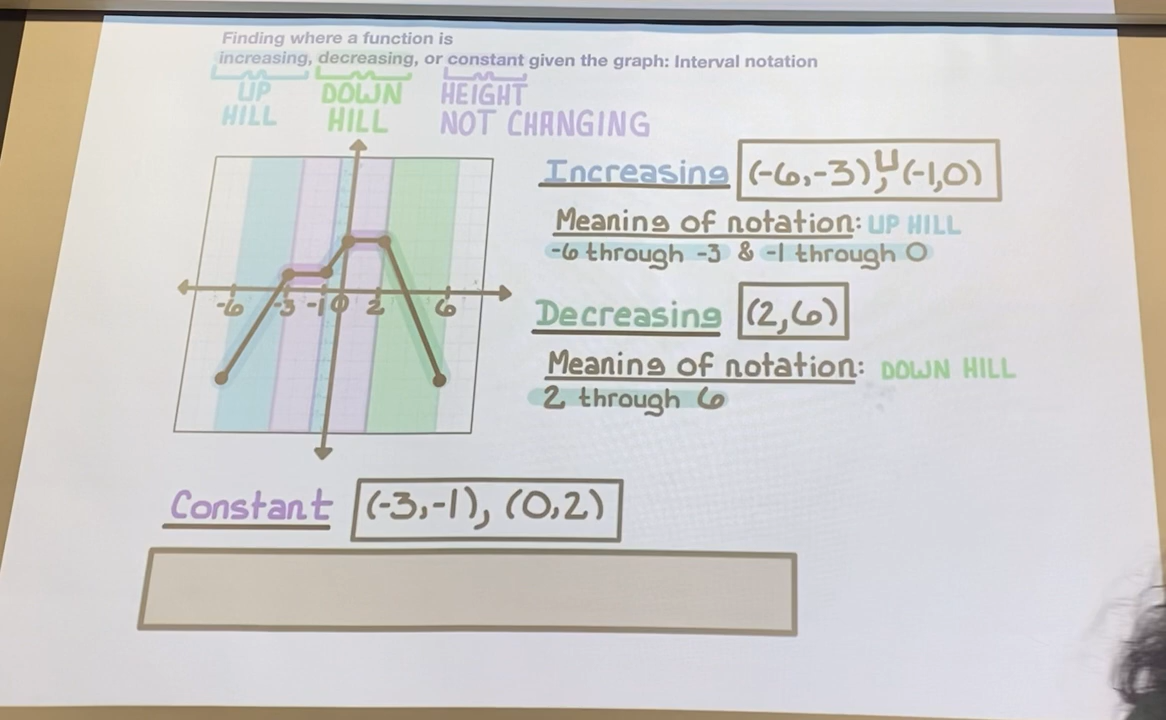 Finding where a function is
increasing, decreasing, or constant given the graph: Interval notation
UP HILL
DOWN HILL
HEIGHT NOT CHANGING
Increasing (-6,-3),U(-1,0)
Meaning of notation: UP HILL
-6 through -3 & -1 through 0
-6 -3 -1 0 2 6
Decreasing (2,6)
Meaning of notation: DOWN HILL
2 through 6
Constant (-3,-1), (0,2)